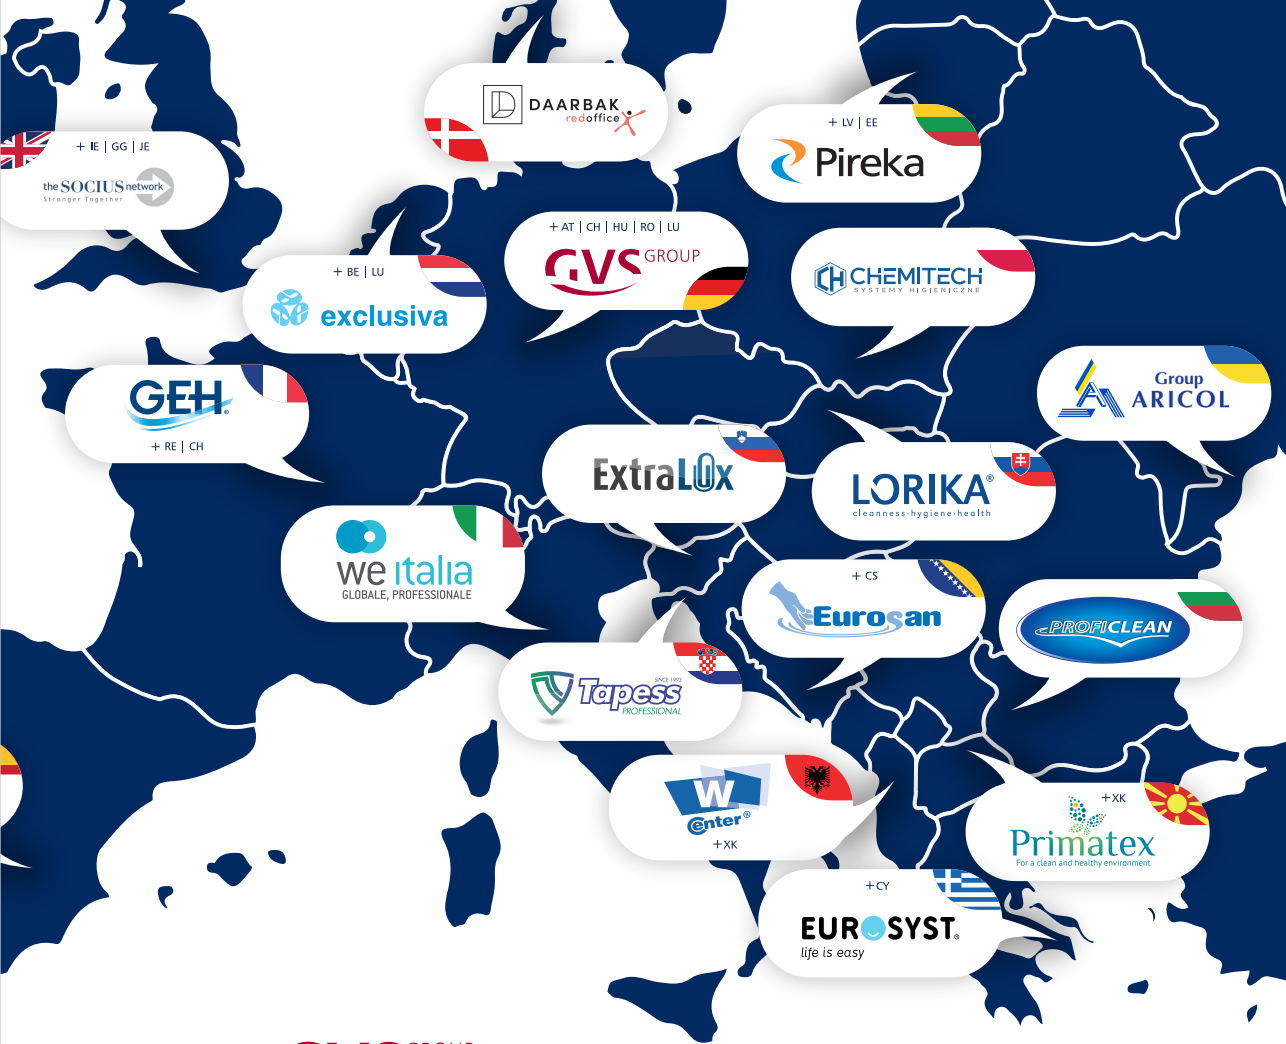 DAARBAK
redoffice
+ LV | EE
Pireka
+ IE | GG | JE
the SOCIUS network
Stronger Together
+ AT | CH | HU | RO | LU
GVS GROUP
+ BE | LU
exclusiva
CHEMITECH
SYSTEMY HIGIENICZNE
GEH®
+ RE | CH
Group
ARICOL
ExtraLux
LORIKA®
cleanness-hygiene-health
we italia
GLOBALE, PROFESSIONALE
+ CS
Eurosan
PROFICLEAN
SINCE 1993
Tapess
PROFESSIONAL
W
Center®
+XK
+XK
Primatex
For a clean and healthy environment
+CY
EUROSYST®
life is easy